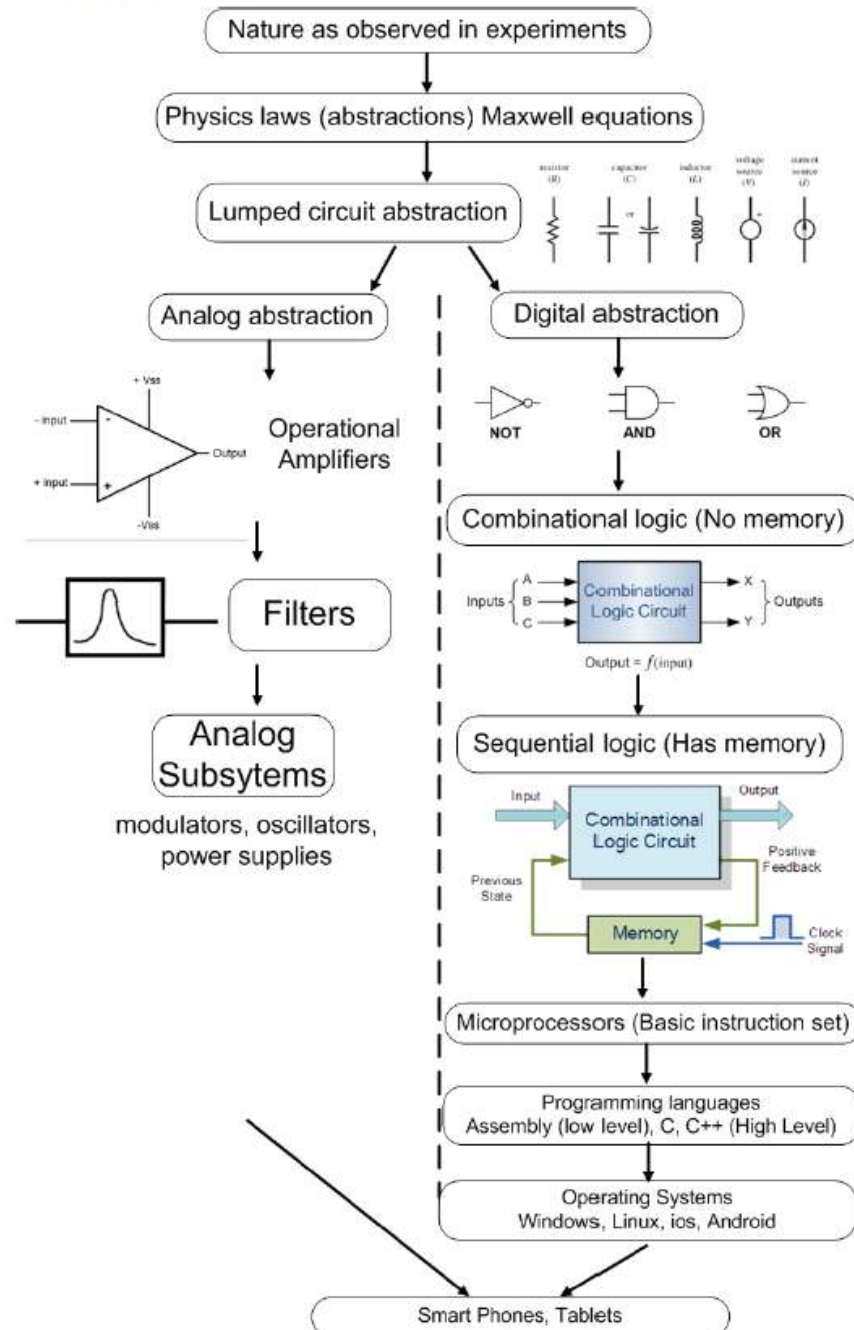 Nature as observed in experiments
Physics laws (abstractions) Maxwell equations
Lumped circuit abstraction
resistor
(R)
capacitor
(C)
or
inductor
(L)
voltage
source
(V)
+
current
source
(I)
Analog abstraction
+ Vss
- input
-
Output
+ input
+
-Vss
Operational
Amplifiers
Filters
Analog
Subsytems
modulators, oscillators,
power supplies
Digital abstraction
NOT
AND
OR
Combinational logic (No memory)
Inputs
A
B
C
Combinational
Logic Circuit
X
Y
Outputs
Output = f(input)
Sequential logic (Has memory)
Input
Combinational
Logic Circuit
Output
Previous
State
Positive
Feedback
Memory
Clock
Signal
Microprocessors (Basic instruction set)
Programming languages
Assembly (low level), C, C++ (High Level)
Operating Systems
Windows, Linux, ios, Android
Smart Phones, Tablets